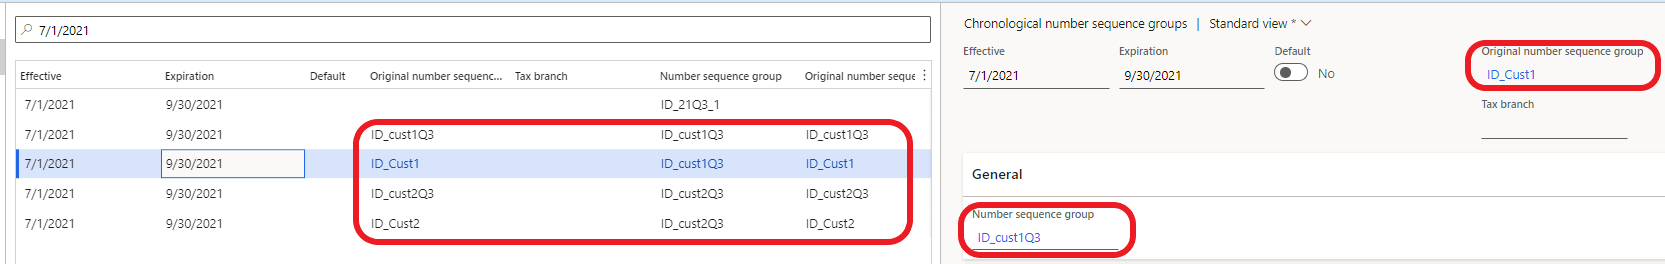 7/1/2021
Effective Expiration Default Original number sequenc... Tax branch Number sequence group Original number seque
7/1/2021 9/30/2021 ID_21Q3_1
7/1/2021 9/30/2021 ID_cust1Q3 ID_cust1Q3 ID_cust1Q3
7/1/2021 9/30/2021 ID_Cust1 ID_cust1Q3 ID_Cust1
7/1/2021 9/30/2021 ID_cust2Q3 ID_cust2Q3 ID_cust2Q3
7/1/2021 9/30/2021 ID_Cust2 ID_cust2Q3 ID_Cust2
Chronological number sequence groups | Standard view *
Effective Expiration Default Original number sequence group
7/1/2021 9/30/2021 No ID_Cust1
Tax branch
General
Number sequence group
ID_cust1Q3